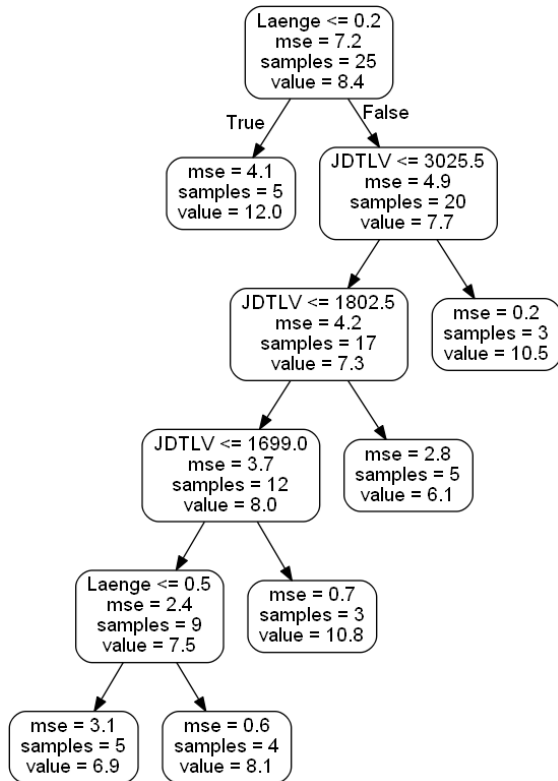 Laenge <= 0.2
mse = 7.2
samples = 25
value = 8.4
True
False
mse = 4.1
samples = 5
value = 12.0
JDTLV <= 3025.5
mse = 4.9
samples = 20
value = 7.7
JDTLV <= 1802.5
mse = 4.2
samples = 17
value = 7.3
mse = 0.2
samples = 3
value = 10.5
JDTLV <= 1699.0
mse = 3.7
samples = 12
value = 8.0
mse = 2.8
samples = 5
value = 6.1
Laenge <= 0.5
mse = 2.4
samples = 9
value = 7.5
mse = 0.7
samples = 3
value = 10.8
mse = 3.1
samples = 5
value = 6.9
mse = 0.6
samples = 4
value = 8.1